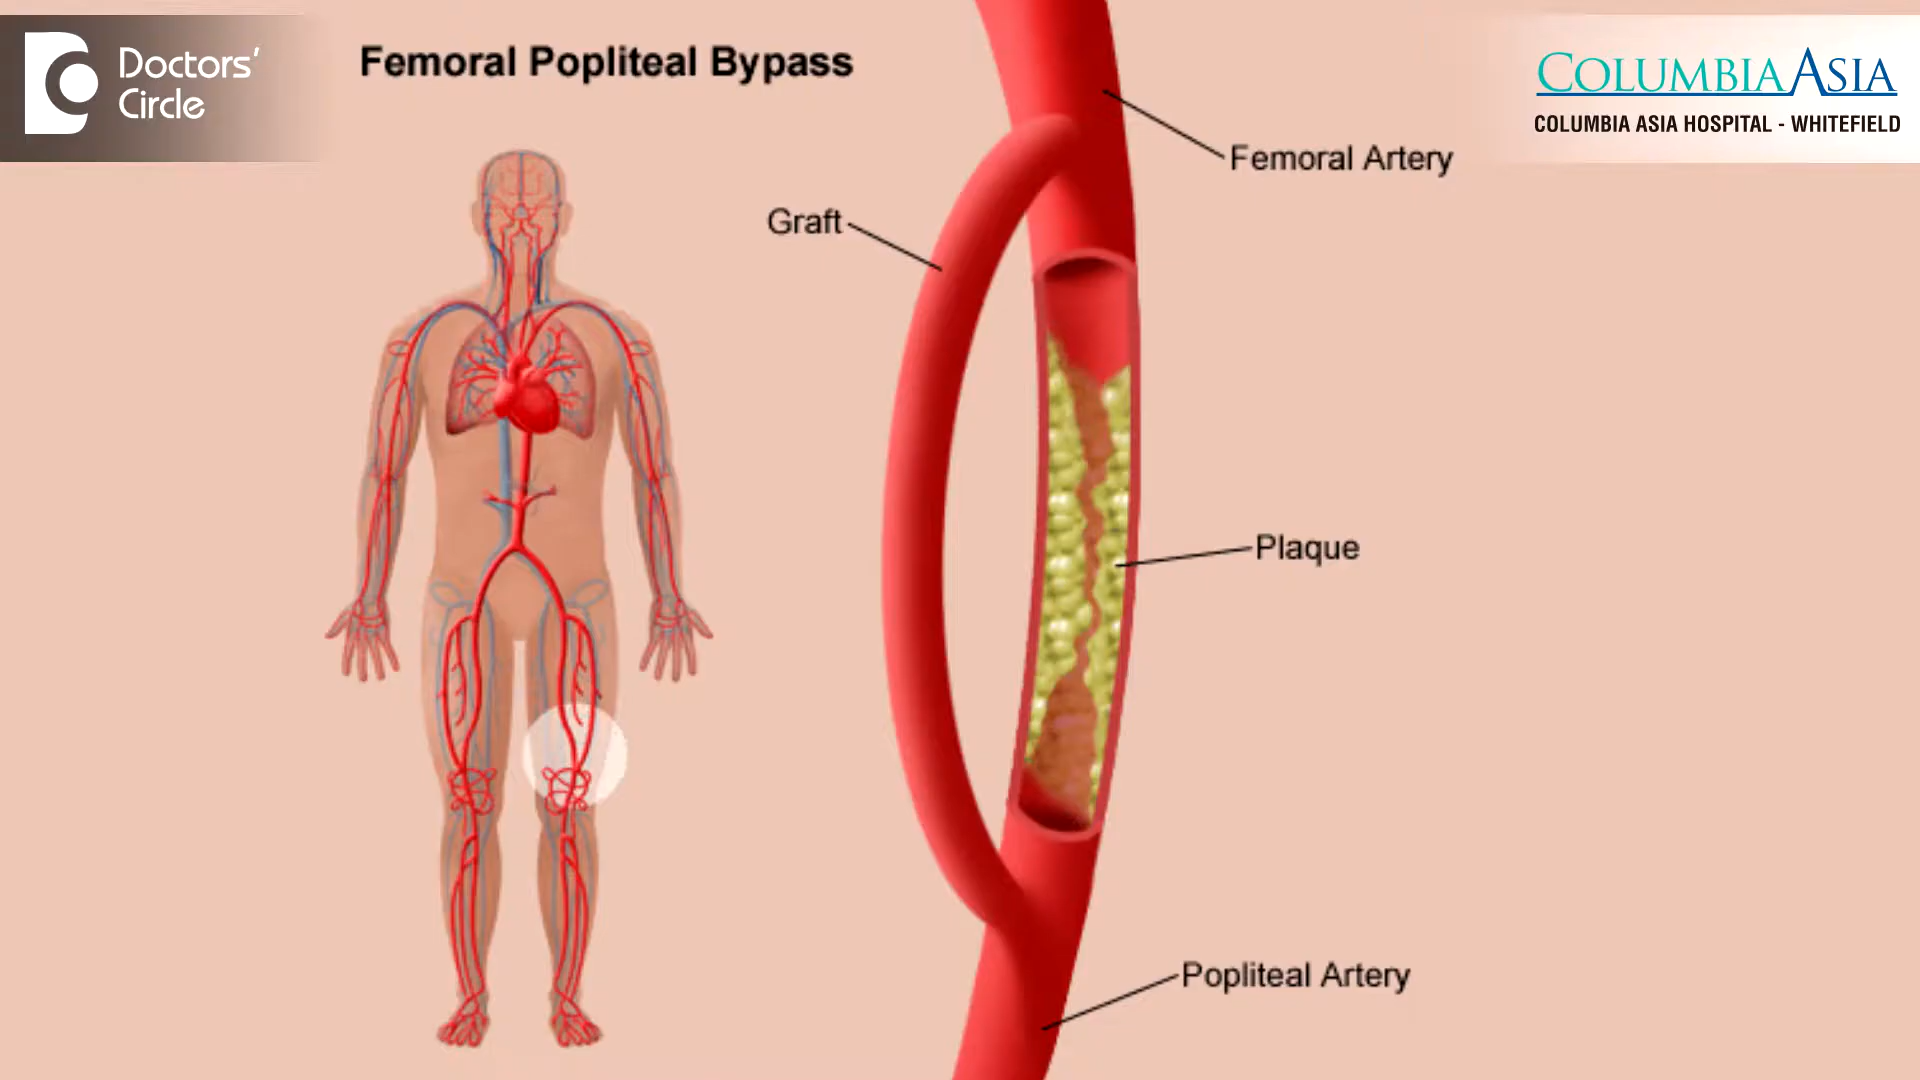 Doctors'
Circle
Femoral Popliteal Bypass
COLUMBIA ASIA
COLUMBIA ASIA HOSPITAL - WHITEFIELD
Femoral Artery
Graft
Plaque
Popliteal Artery